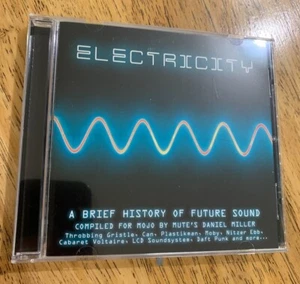 ELECTRICITY
A BRIEF HISTORY OF FUTURE SOUND
COMPILED FOR MOJO BY MUTE'S DANIEL MILLER
Throbbing Gristle. Can. Plastikman. Moby. Nitzer Ebb.
Cabaret Voltaire. LCD Soundsystem. Daft Punk and more...